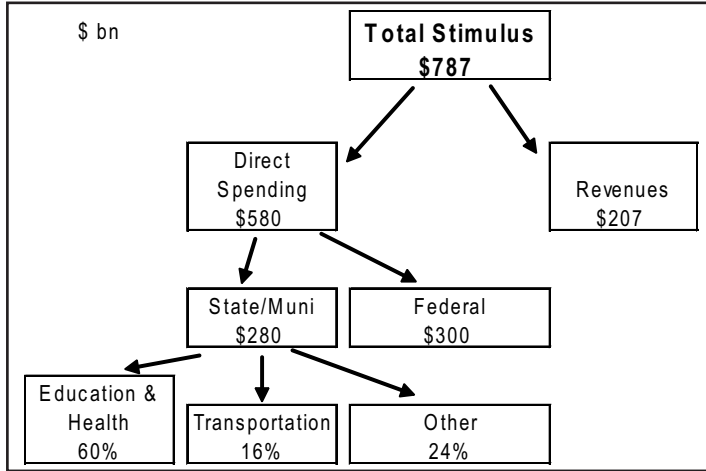 $ bn
Total Stimulus
$787
Direct
Spending
$580
Revenues
$207
State/Muni
$280
Federal
$300
Education &
Health
60%
Transportation
16%
Other
24%